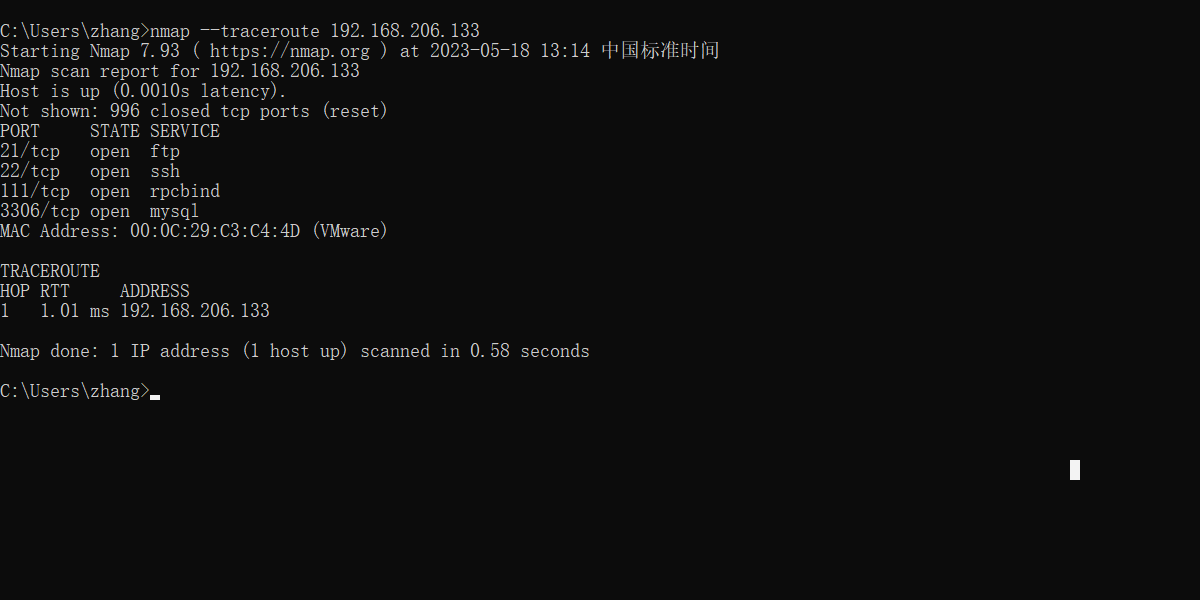 C:\Users\zhang>nmap --traceroute 192.168.206.133
Starting Nmap 7.93 ( https://nmap.org ) at 2023-05-18 13:14 中国标准时间
Nmap scan report for 192.168.206.133
Host is up (0.0010s latency).
Not shown: 996 closed tcp ports (reset)
PORT     STATE SERVICE
21/tcp   open  ftp
22/tcp   open  ssh
111/tcp  open  rpcbind
3306/tcp open  mysql
MAC Address: 00:0C:29:C3:C4:4D (VMware)
TRACEROUTE
HOP RTT     ADDRESS
1   1.01 ms 192.168.206.133
Nmap done: 1 IP address (1 host up) scanned in 0.58 seconds
C:\Users\zhang>